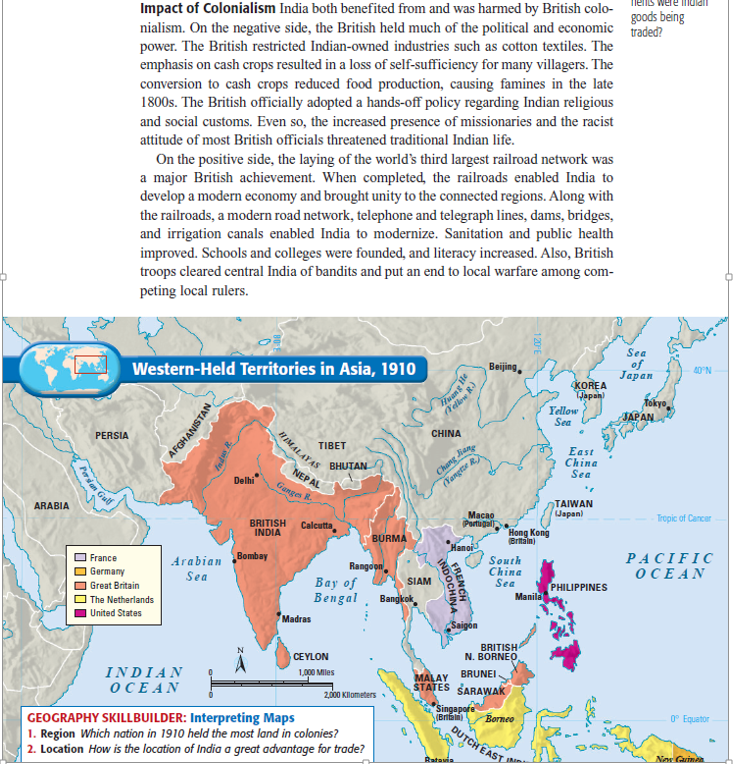 Impact of Colonialism India both benefited from and was harmed by British colo-
nialism. On the negative side, the British held much of the political and economic
power. The British restricted Indian-owned industries such as cotton textiles. The
emphasis on cash crops resulted in a loss of self-sufficiency for many villagers. The
conversion to cash crops reduced food production, causing famines in the late
1800s. The British officially adopted a hands-off policy regarding Indian religious
and social customs. Even so, the increased presence of missionaries and the racist
attitude of most British officials threatened traditional Indian life.
On the positive side, the laying of the world's third largest railroad network was
a major British achievement. When completed, the railroads enabled India to
develop a modern economy and brought unity to the connected regions. Along with
the railroads, a modern road network, telephone and telegraph lines, dams, bridges,
and irrigation canals enabled India to modernize. Sanitation and public health
improved. Schools and colleges were founded, and literacy increased. Also, British
troops cleared central India of bandits and put an end to local warfare among com-
peting local rulers.
nents were Indian
goods being
traded?
Western-Held Territories in Asia, 1910
80°E
120°E
40°N
Beijing
Sea
of
Japan
KOREA
(Japan)
Tokyo
JAPAN
Huang He
(Yellow R.)
Yellow
Sea
PERSIA
AFGHANISTAN
Indus R.
HIMALAYAS
TIBET
CHINA
BHUTAN
NEPAL
Chang Jiang
(Yangtze R.)
East
China
Sea
Persian Gulf
Delhi
Ganges R.
ARABIA
TAIWAN
(Japan)
Macao
(Portugal)
Tropic of Cancer
BRITISH
INDIA
Calcutta
BURMA
Hong Kong
(Britain)
Hanoi
France
Germany
Great Britain
The Netherlands
United States
Arabian
Sea
Bombay
Rangoon
Bay of
Bengal
SIAM
FRENCH
INDOCHINA
South
China
Sea
PACIFIC
OCEAN
PHILIPPINES
Manila
Bangkok
Madras
Saigon
CEYLON
BRITISH
N. BORNEO
BRUNEI
SARAWAK
MALAY
STATES
INDIAN
OCEAN
N
0
1,000 Miles
0
2,000 Kilometers
Singapore
(Britain)
Borneo
0° Equator
DUTCH EAST IND
Batavia
New Guinea
GEOGRAPHY SKILLBUILDER: Interpreting Maps
1. Region Which nation in 1910 held the most land in colonies?
2. Location How is the location of India a great advantage for trade?